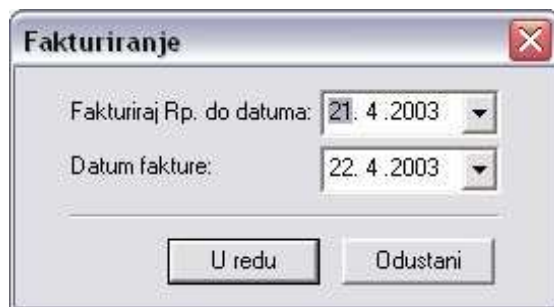 Fakturiranje
Fakturiraj Rp. do datuma: 21. 4 .2003
Datum fakture: 22. 4 .2003
U redu Odustani